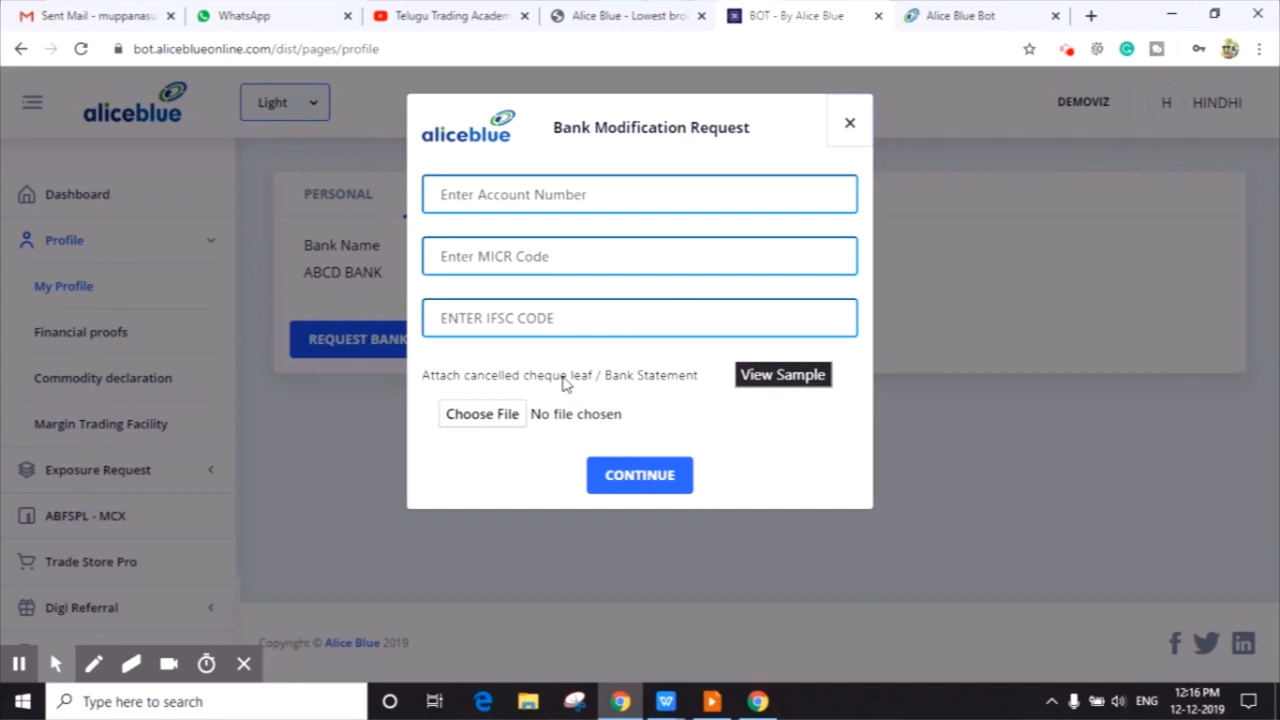 Sent Mail - muppanasu
WhatsApp
Telugu Trading Academ
Alice Blue - Lowest bro
BOT - By Alice Blue
Alice Blue Bot
bot.aliceblueonline.com/dist/pages/profile
aliceblue
Light
DEMOVIZ
H
HINDHI
aliceblue
Bank Modification Request
Enter Account Number
Enter MICR Code
ENTER IFSC CODE
Attach cancelled cheque leaf / Bank Statement
View Sample
Choose File
No file chosen
CONTINUE
Dashboard
Profile
My Profile
Financial proofs
Commodity declaration
Margin Trading Facility
Exposure Request
ABFSPL - MCX
Trade Store Pro
Digi Referral
PERSONAL
Bank Name
ABCD BANK
REQUEST BANK
Copyright © Alice Blue 2019
Type here to search
ENG
12:16 PM
12-12-2019